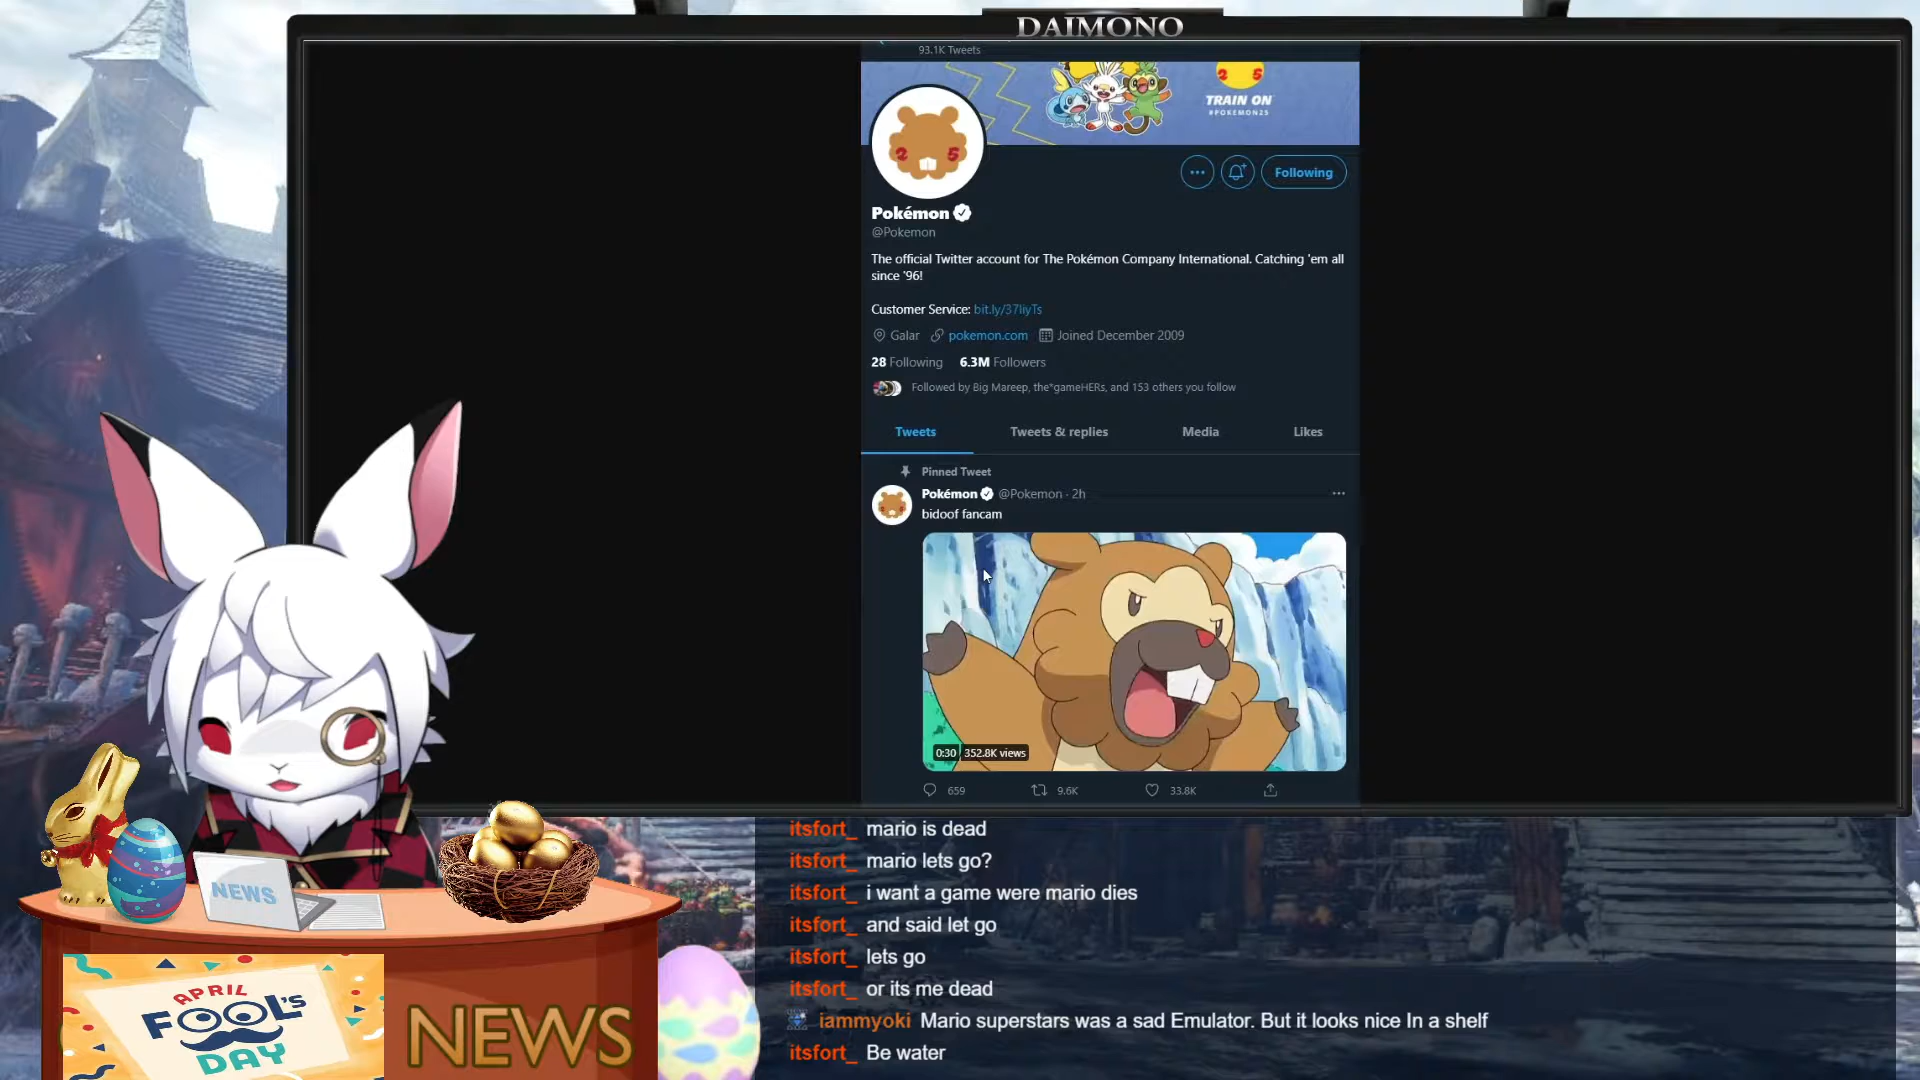 DAIMONO
93.1K Tweets
2 5
TRAIN ON
#POKEMON25
2 5
Following
Pokémon
@Pokemon
The official Twitter account for The Pokémon Company International. Catching 'em all
since '96!
Customer Service: bit.ly/37liyTs
Galar pokemon.com Joined December 2009
28 Following 6.3M Followers
Followed by Big Mareep, the*gameHERs, and 153 others you follow
Tweets Tweets & replies Media Likes
Pinned Tweet
Pokémon @Pokemon · 2h
bidoof fancam
0:30 352.8K views
659 9.6K 33.8K
itsfort_ mario is dead
itsfort_ mario lets go?
itsfort_ i want a game were mario dies
itsfort_ and said let go
itsfort_ lets go
itsfort_ or its me dead
iammyoki Mario superstars was a sad Emulator. But it looks nice In a shelf
itsfort_ Be water
NEWS
APRIL
FOOL'S
DAY
NEWS